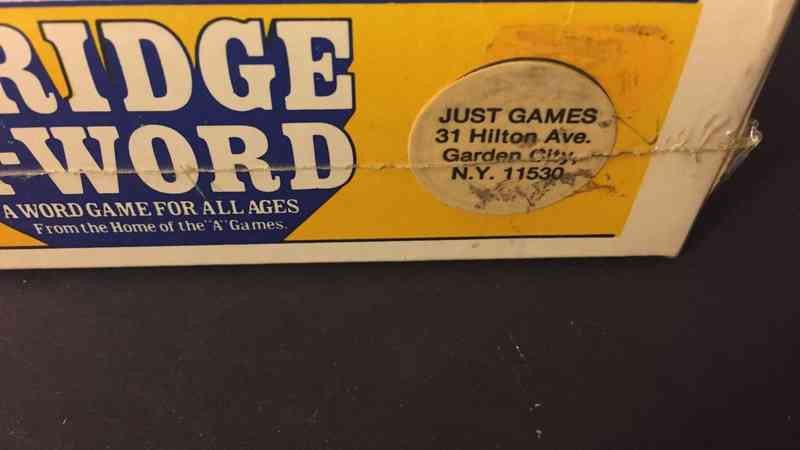 RIDGE
-WORD
A WORD GAME FOR ALL AGES
From the Home of the "A" Games.
JUST GAMES
31 Hilton Ave.
Garden City,
N.Y. 11530